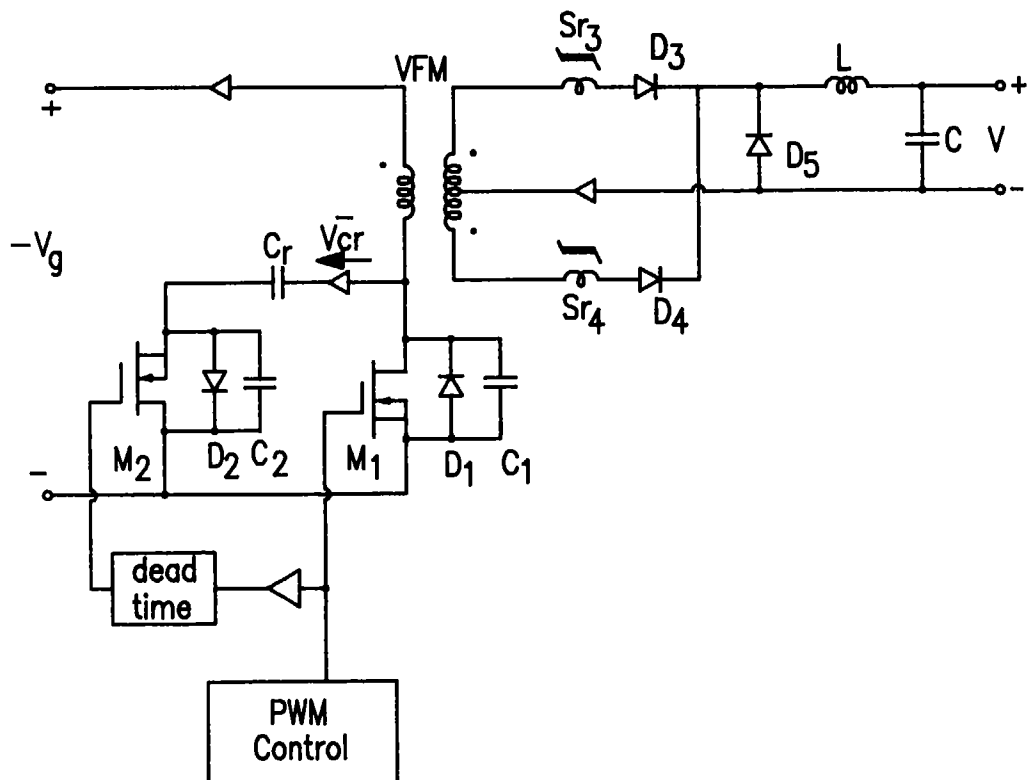 Sr3
D3
VFM
L
+
+
D5
C
V
-
-Vg
Cr
Vcr
Sr4
D4
-
M2
D2
C2
M1
D1
C1
dead
time
PWM
Control